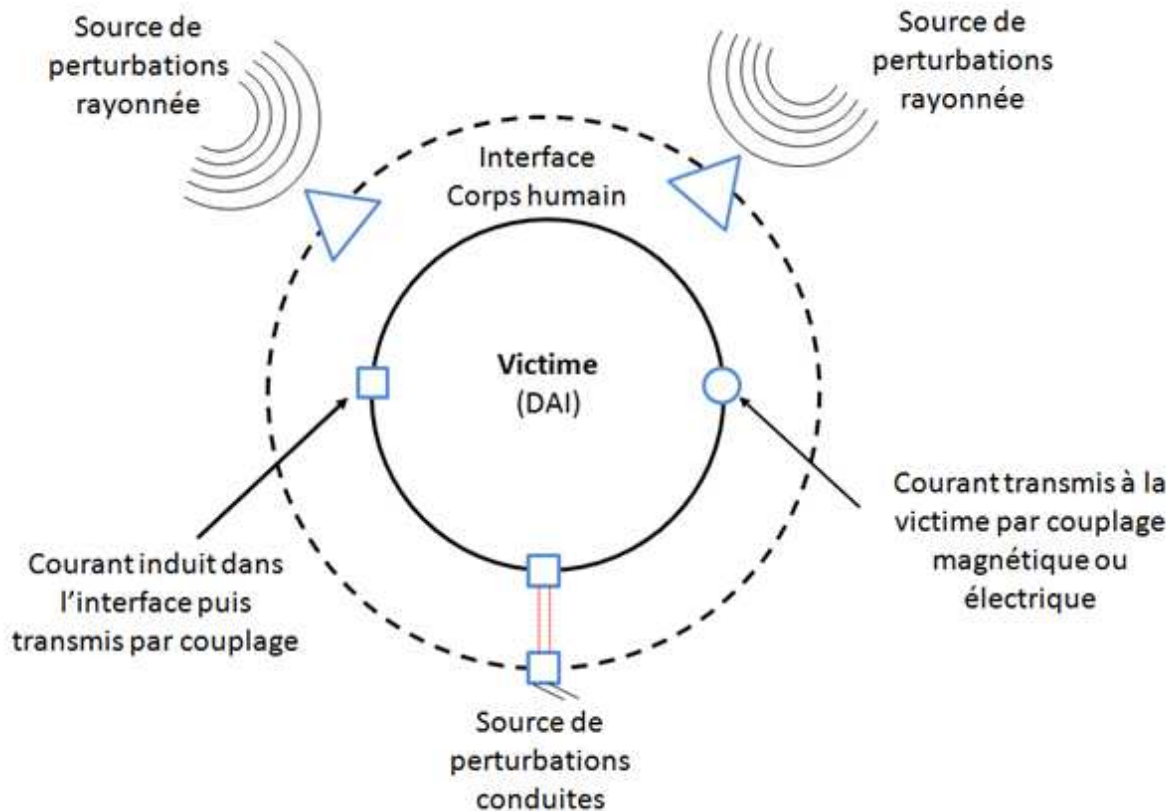 Source de
perturbations
rayonnée
Source de
perturbations
rayonnée
Interface
Corps humain
Victime
(DAI)
Courant induit dans
l'interface puis
transmis par couplage
Courant transmis à la
victime par couplage
magnétique ou
électrique
Source de
perturbations
conduites